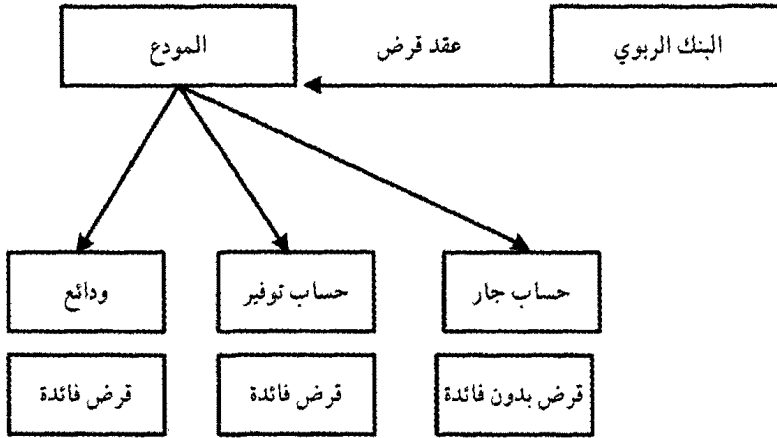 البنك الربوي
عقد قرض
المودع
حساب جار
حساب توفير
ودائع
قرض بدون فائدة
قرض فائدة
قرض فائدة